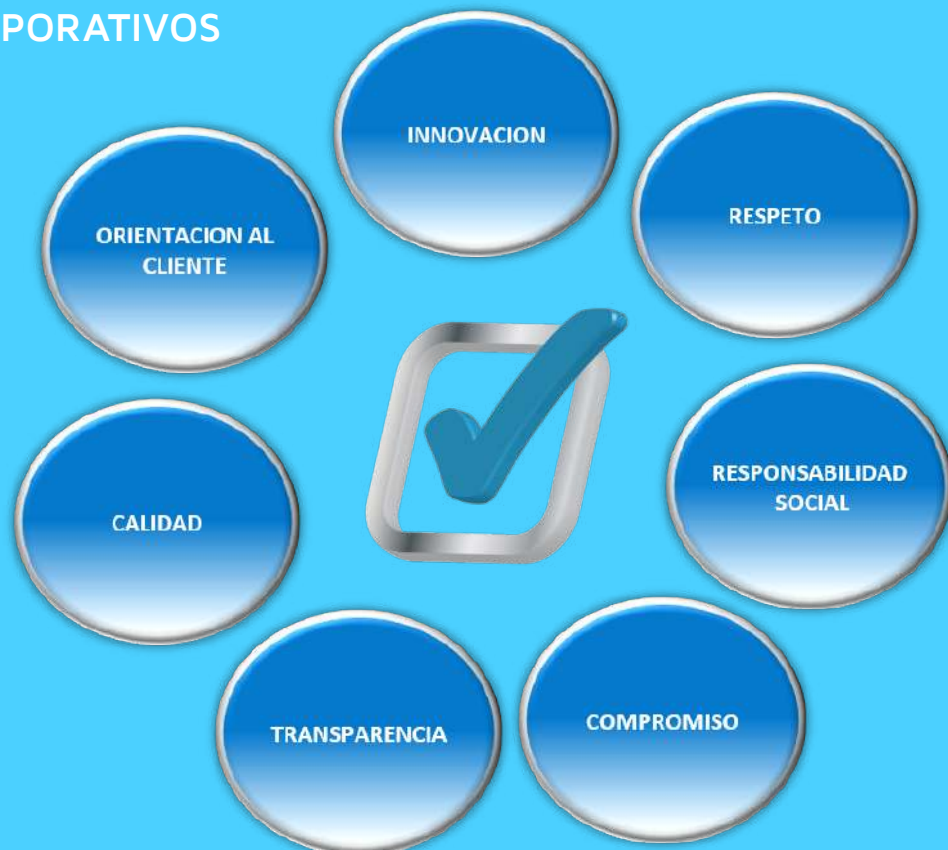 PORATIVOS
INNOVACION
RESPETO
RESPONSABILIDAD
SOCIAL
COMPROMISO
TRANSPARENCIA
CALIDAD
ORIENTACION AL
CLIENTE